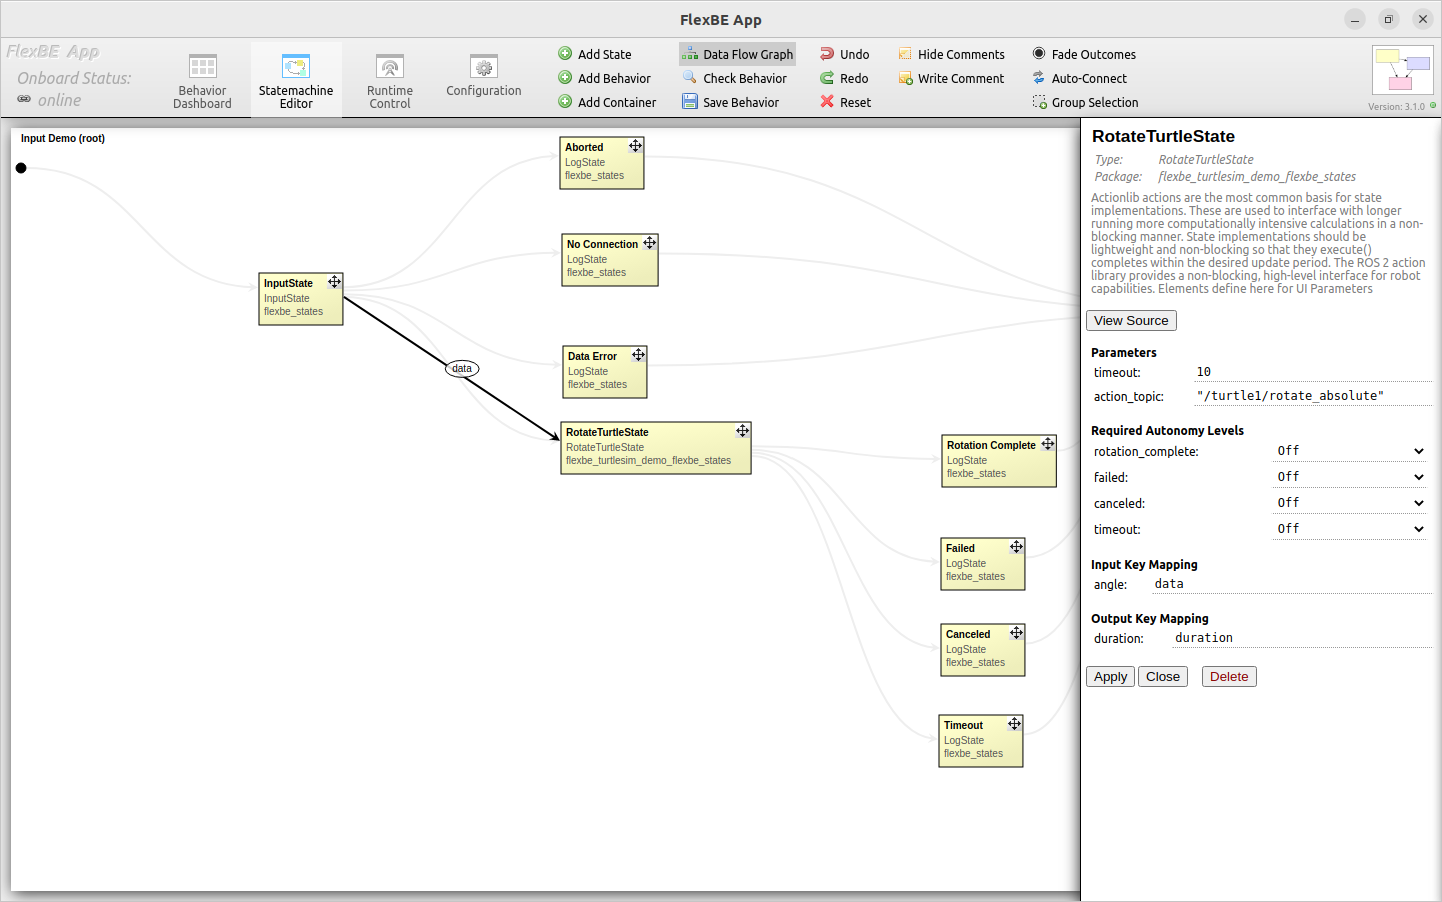 FlexBE App
FlexBE App
Onboard Status:
online
Behavior
Dashboard
Statemachine
Editor
Runtime
Control
Configuration
Add State
Add Behavior
Add Container
Data Flow Graph
Check Behavior
Save Behavior
Undo
Redo
Reset
Hide Comments
Write Comment
Fade Outcomes
Auto-Connect
Group Selection
Version: 3.1.0
Input Demo (root)
Aborted
LogState
flexbe_states
No Connection
LogState
flexbe_states
InputState
InputState
flexbe_states
Data Error
LogState
flexbe_states
data
RotateTurtleState
RotateTurtleState
flexbe_turtlesim_demo_flexbe_states
Rotation Complete
LogState
flexbe_states
Failed
LogState
flexbe_states
Canceled
LogState
flexbe_states
Timeout
LogState
flexbe_states
RotateTurtleState
Type: RotateTurtleState
Package: flexbe_turtlesim_demo_flexbe_states
Actionlib actions are the most common basis for state
implementations. These are used to interface with longer
running more computationally intensive calculations in a non-
blocking manner. State implementations should be
lightweight and non-blocking so that they execute()
completes within the desired update period. The ROS 2 action
library provides a non-blocking, high-level interface for robot
capabilities. Elements define here for UI Parameters
View Source
Parameters
timeout: 10
action_topic: "/turtle1/rotate_absolute"
Required Autonomy Levels
rotation_complete: Off
failed: Off
canceled: Off
timeout: Off
Input Key Mapping
angle: data
Output Key Mapping
duration: duration
Apply Close Delete